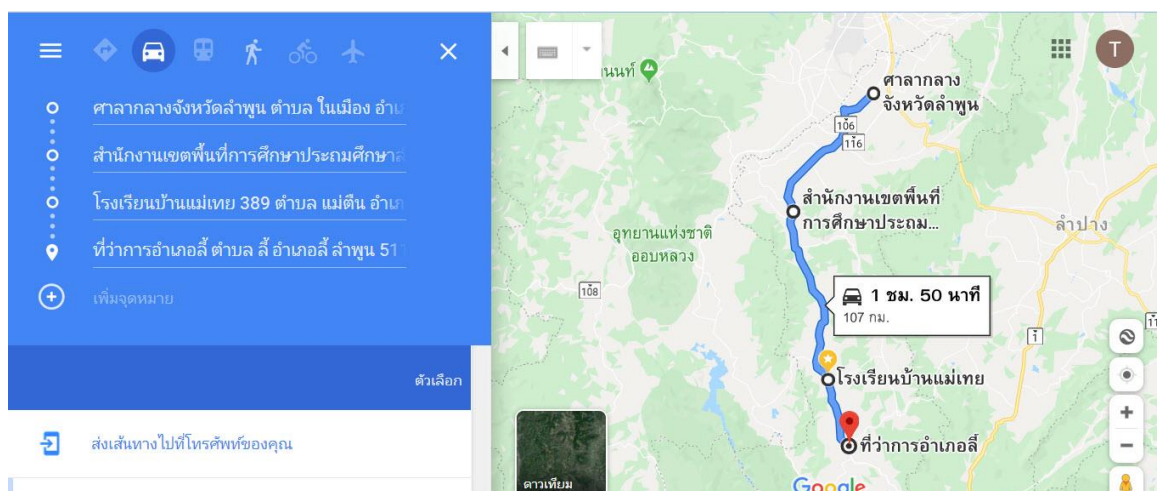 ศาลากลางจังหวัดลำพูน ตำบล ในเมือง
สำนักงานเขตพื้นที่การศึกษาประถมศึกษา
โรงเรียนบ้านแม่เทย 389 ตำบล แม่ตืน
ที่ว่าการอำเภอลี้ ตำบล ลี้ อำเภอลี้ ลำพูน 511
เพิ่มจุดหมาย
ตัวเลือก
ส่งเส้นทางไปที่โทรศัพท์ของคุณ
T
นนท์
ศาลากลาง
จังหวัดลำพูน
106
116
สำนักงานเขตพื้นที่
การศึกษาประถม...
อุทยานแห่งชาติ
ออบหลวง
ลำปาง
108
1 ชม. 50 นาที
107 กม.
1
11
โรงเรียนบ้านแม่เทย
ที่ว่าการอำเภอลี้
ดาวเทียม
Google